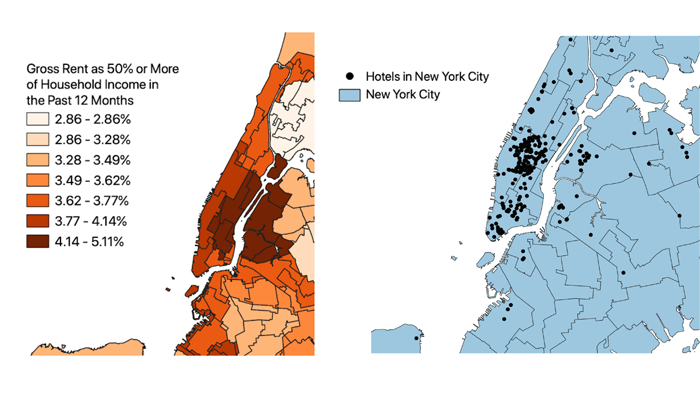 Gross Rent as 50% or More
of Household Income in
the Past 12 Months
2.86 - 2.86%
2.86 - 3.28%
3.28 - 3.49%
3.49 - 3.62%
3.62 - 3.77%
3.77 - 4.14%
4.14 - 5.11%
Hotels in New York City
New York City